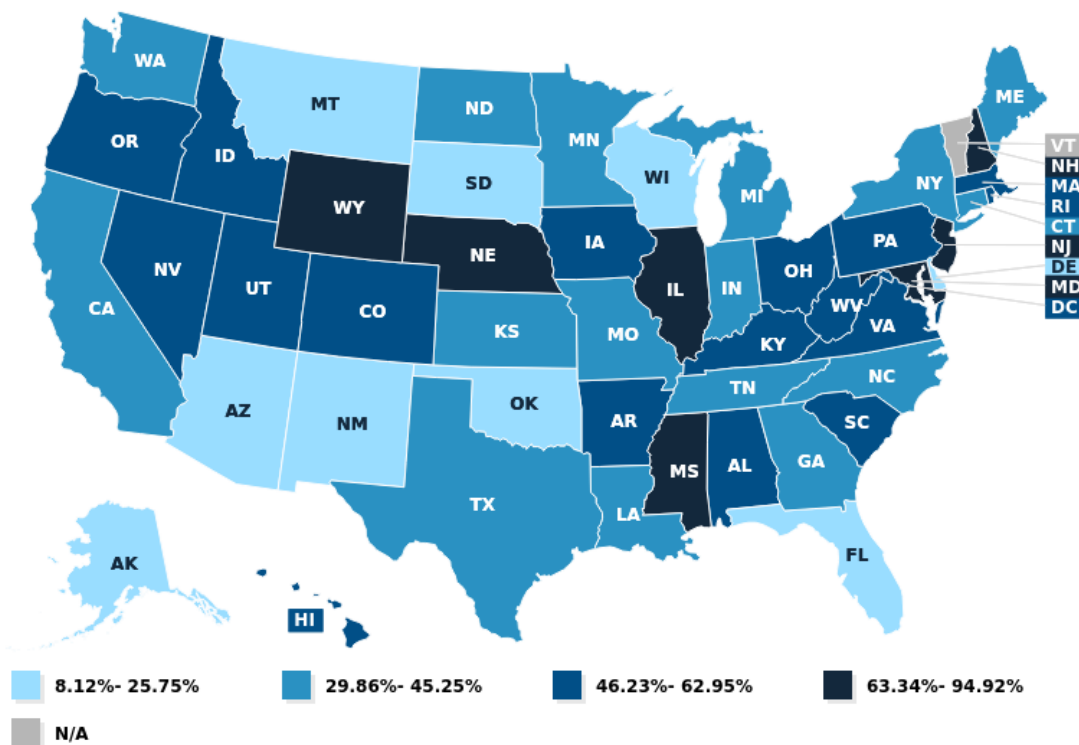 WA
MT
ND
MN
ME
OR
ID
SD
WI
MI
NY
VT
NH
MA
RI
CT
NJ
DE
MD
DC
WY
NE
IA
PA
NV
UT
CO
IL
IN
OH
CA
KS
MO
KY
WV
VA
AZ
NM
OK
AR
TN
NC
SC
TX
LA
MS
AL
GA
FL
AK
HI
8.12%- 25.75%
29.86%- 45.25%
46.23%- 62.95%
63.34%- 94.92%
N/A